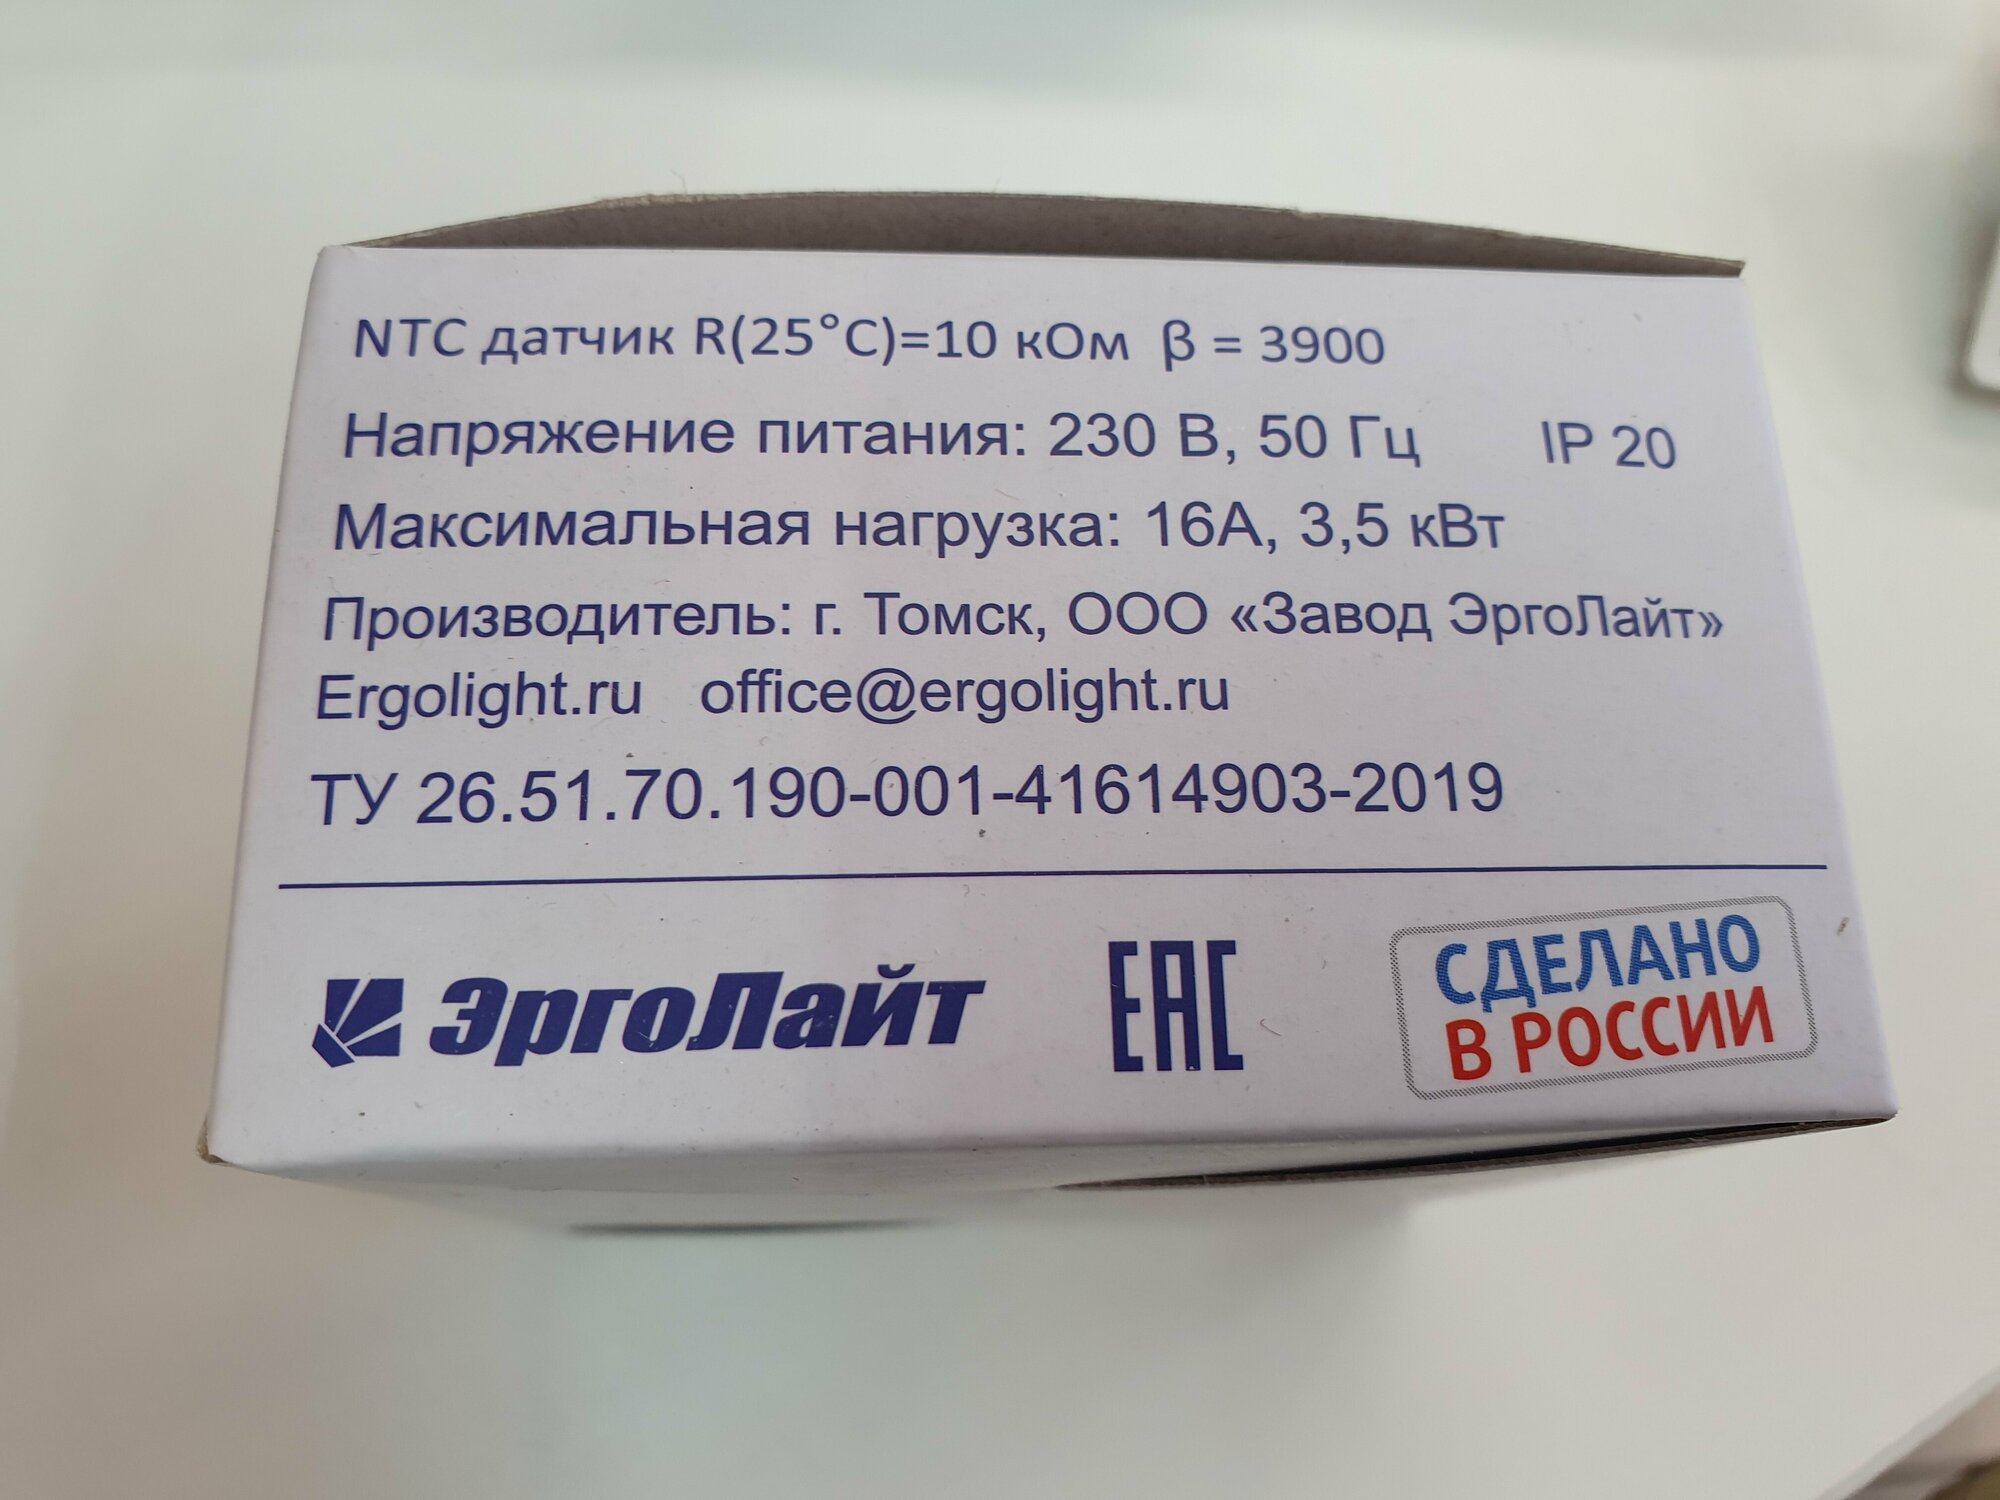 NTC датчик R(25°C)=10 кОм β = 3900
Напряжение питания: 230 В, 50 Гц IP 20
Максимальная нагрузка: 16А, 3,5 кВт
Производитель: г. Томск, ООО «Завод ЭргоЛайт»
Ergolight.ru office@ergolight.ru
ТУ 26.51.70.190-001-41614903-2019
ЭргоЛайт EAC
СДЕЛАНО
В РОССИИ